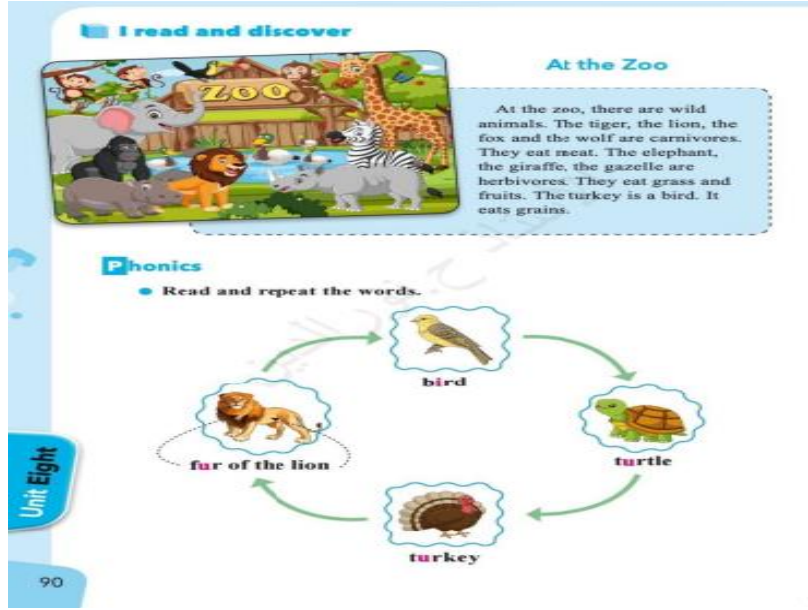 I read and discover
ZOO
At the Zoo
At the zoo, there are wild
animals. The tiger, the lion, the
fox and the wolf are carnivores.
They eat meat. The elephant,
the giraffe, the gazelle are
herbivores. They eat grass and
fruits. The turkey is a bird. It
eats grains.
Phonics
Read and repeat the words.
bird
fur of the lion
turtle
turkey
Unit Eight
90